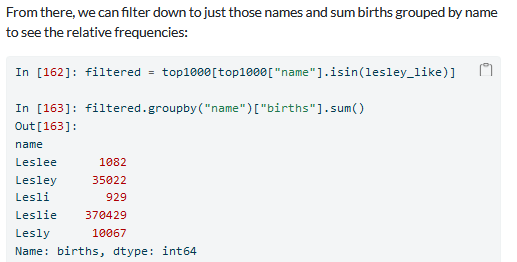 From there, we can filter down to just those names and sum births grouped by name
to see the relative frequencies:
In [162]: filtered = top1000[top1000["name"].isin(lesley_like)]
In [163]: filtered.groupby("name")["births"].sum()
Out[163]:
name
Leslee      1082
Lesley     35022
Lesli        929
Leslie    370429
Lesly      10067
Name: births, dtype: int64